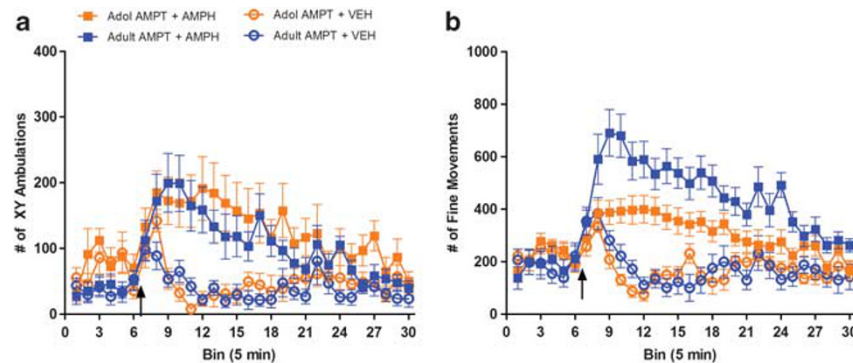 a
Adol AMPT + AMPH Adol AMPT + VEH
Adult AMPT + AMPH Adult AMPT + VEH
400
300
200
100
0
# of XY Ambulations
0 3 6 9 12 15 18 21 24 27 30
Bin (5 min)
b
1000
800
600
400
200
0
# of Fine Movements
0 3 6 9 12 15 18 21 24 27 30
Bin (5 min)